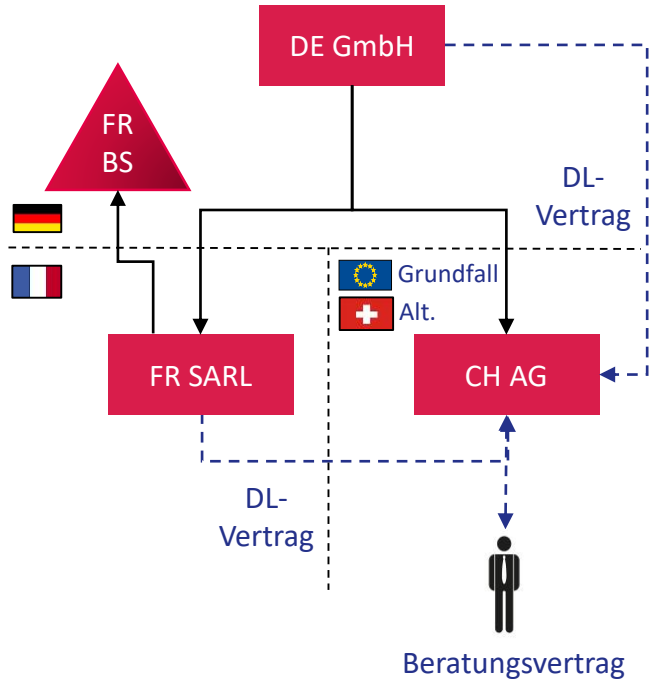 DE GmbH
FR
BS
DL-
Vertrag
Grundfall
Alt.
FR SARL
CH AG
DL-
Vertrag
Beratungsvertrag